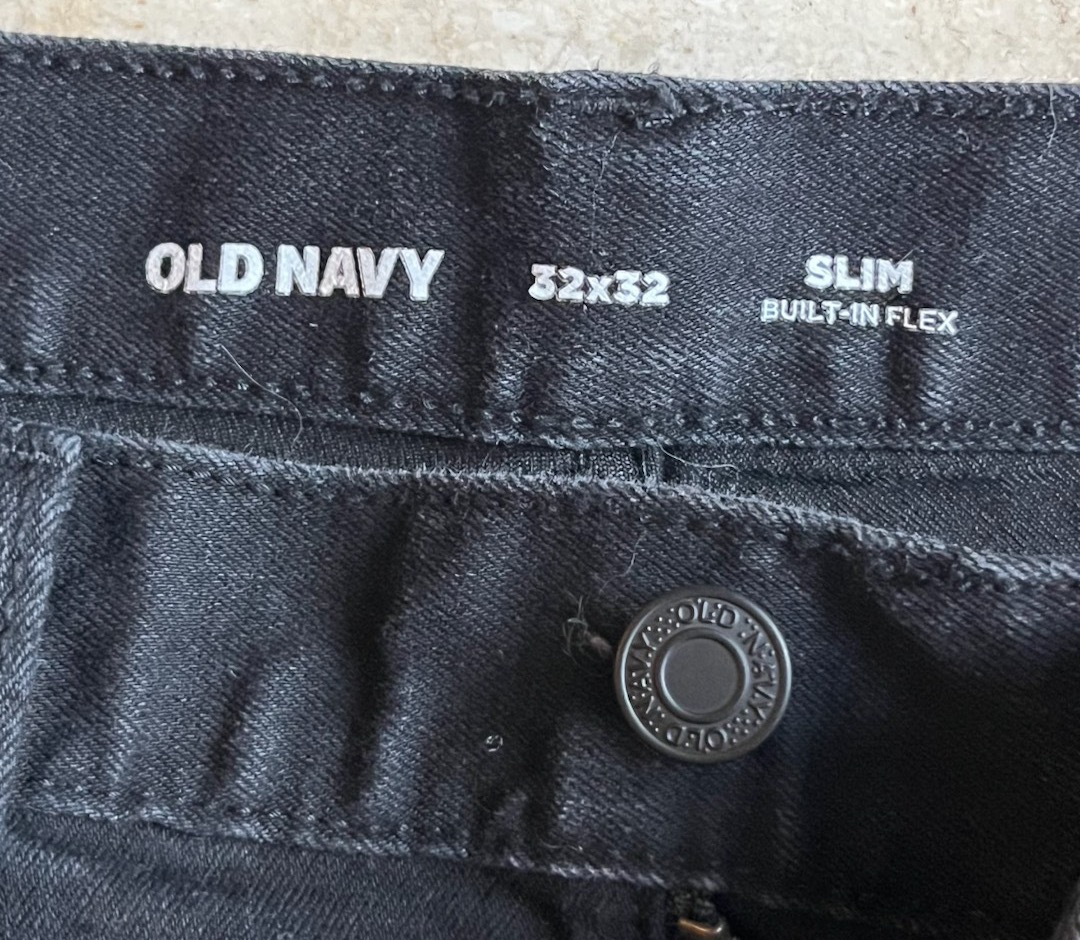 OLD NAVY
32x32
SLIM
BUILT-IN FLEX
OLD NAVY OLD NAVY